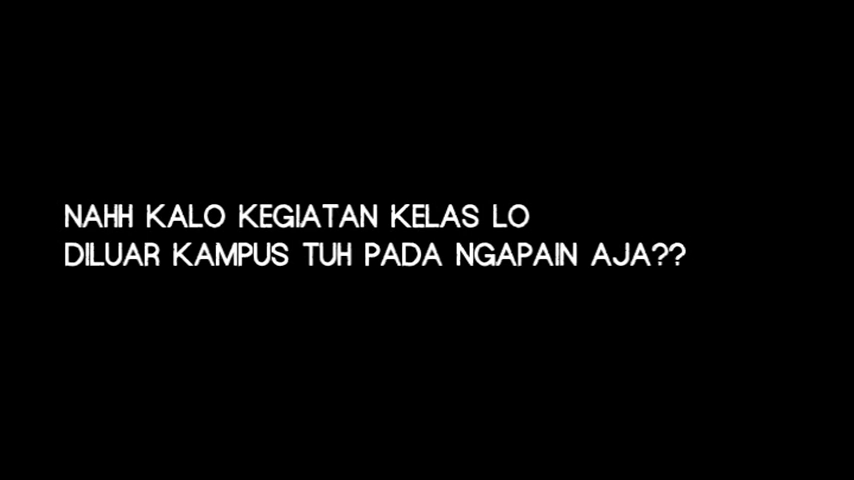 NAHH KALO KEGIATAN KELAS LO
DILUAR KAMPUS TUH PADA NGAPAIN AJA??